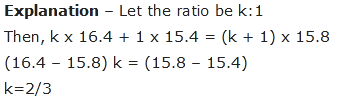 Explanation – Let the ratio be k:1
Then, k x 16.4 + 1 x 15.4 = (k + 1) x 15.8
(16.4 – 15.8) k = (15.8 – 15.4)
k=2/3